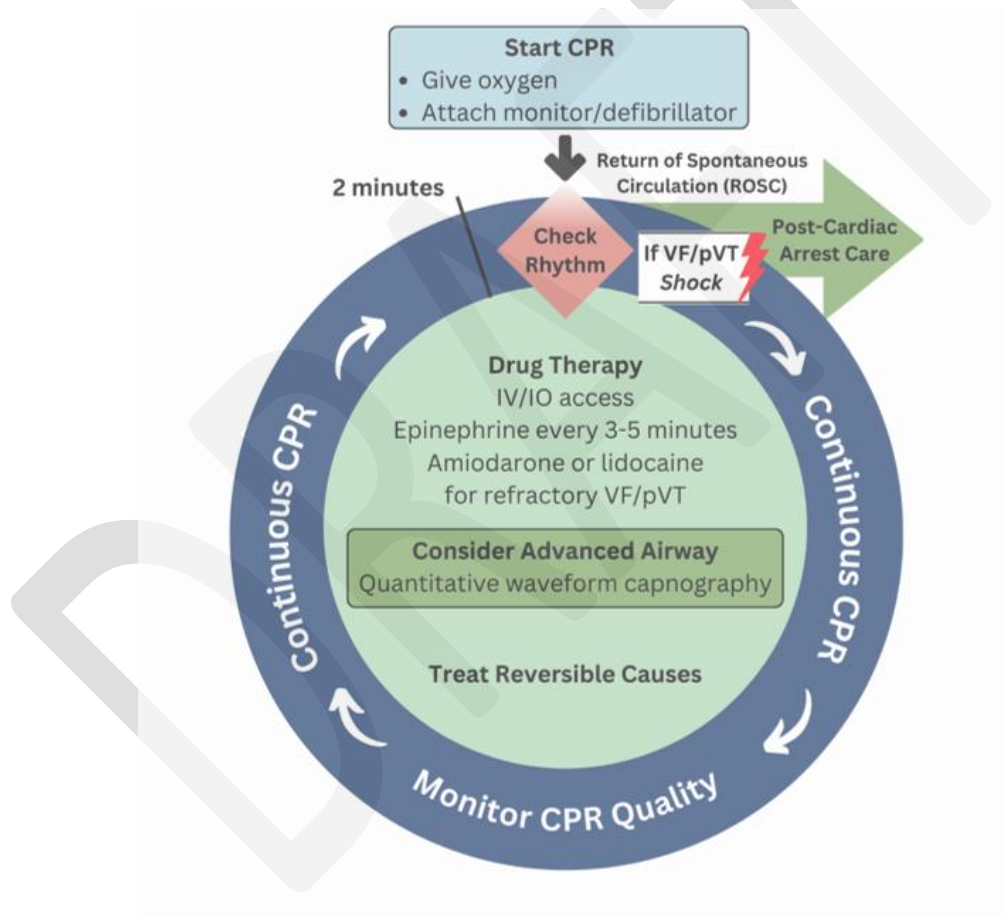 Start CPR
• Give oxygen
• Attach monitor/defibrillator
Return of Spontaneous
Circulation (ROSC)
2 minutes
Check
Rhythm
If VF/pVT
Shock
Post-Cardiac
Arrest Care
Drug Therapy
IV/IO access
Epinephrine every 3-5 minutes
Amiodarone or lidocaine
for refractory VF/pVT
Consider Advanced Airway
Quantitative waveform capnography
Treat Reversible Causes
Continuous CPR
Monitor CPR Quality
Continuous CPR
DRAFT